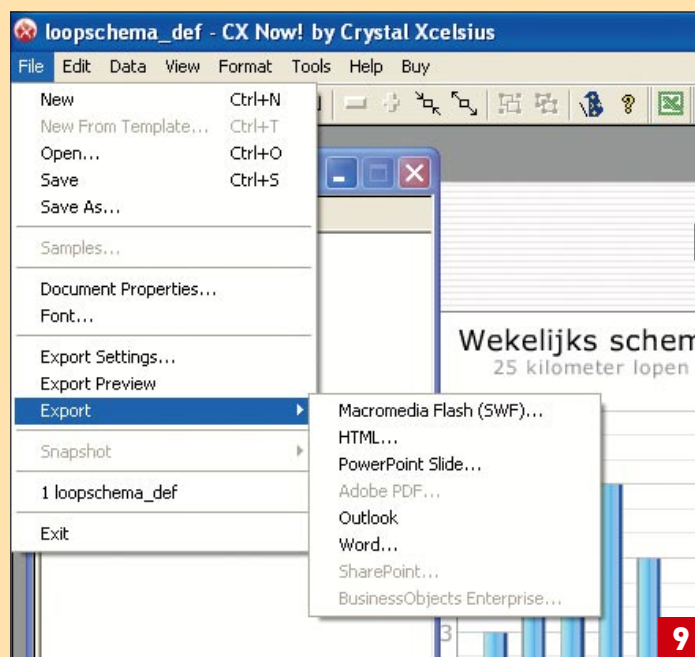 loopschema_def - CX Now! by Crystal Xcelsius
File Edit Data View Format Tools Help Buy
New Ctrl+N
New From Template... Ctrl+T
Open... Ctrl+O
Save Ctrl+S
Save As...
Samples...
Document Properties...
Font...
Export Settings...
Export Preview
Export
Snapshot
1 loopschema_def
Exit
Macromedia Flash (SWF)...
HTML...
PowerPoint Slide...
Adobe PDF...
Outlook
Word...
SharePoint...
BusinessObjects Enterprise...
Wekelijks schem
25 kilometer lopen
3
9